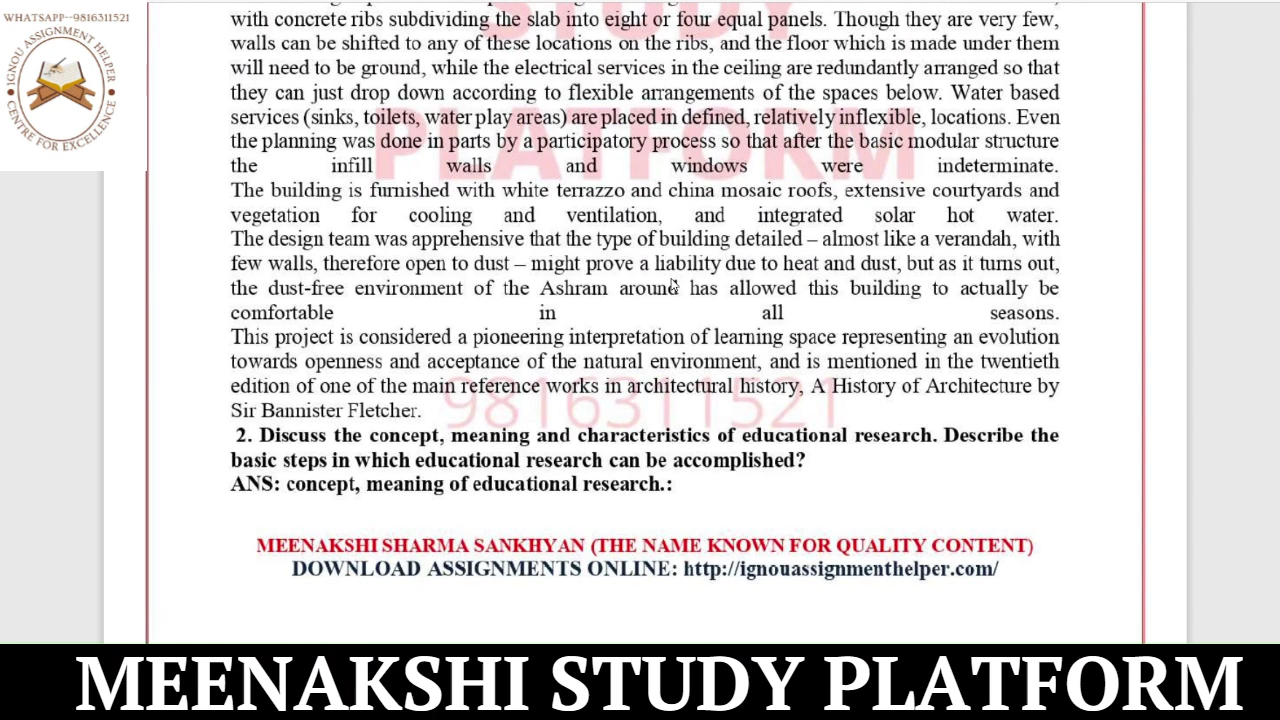 WHATSAPP--9816311521
IGNOU ASSIGNMENT HELPER
CENTRE FOR EXCELLENCE
STUDY
PLATFORM
with concrete ribs subdividing the slab into eight or four equal panels. Though they are very few,
walls can be shifted to any of these locations on the ribs, and the floor which is made under them
will need to be ground, while the electrical services in the ceiling are redundantly arranged so that
they can just drop down according to flexible arrangements of the spaces below. Water based
services (sinks, toilets, water play areas) are placed in defined, relatively inflexible, locations. Even
the planning was done in parts by a participatory process so that after the basic modular structure
the infill walls and windows were indeterminate.
The building is furnished with white terrazzo and china mosaic roofs, extensive courtyards and
vegetation for cooling and ventilation, and integrated solar hot water.
The design team was apprehensive that the type of building detailed – almost like a verandah, with
few walls, therefore open to dust – might prove a liability due to heat and dust, but as it turns out,
the dust-free environment of the Ashram around has allowed this building to actually be
comfortable in all seasons.
This project is considered a pioneering interpretation of learning space representing an evolution
towards openness and acceptance of the natural environment, and is mentioned in the twentieth
edition of one of the main reference works in architectural history, A History of Architecture by
Sir Bannister Fletcher.
9816311521
2. Discuss the concept, meaning and characteristics of educational research. Describe the
basic steps in which educational research can be accomplished?
ANS: concept, meaning of educational research.:
MEENAKSHI SHARMA SANKHYAN (THE NAME KNOWN FOR QUALITY CONTENT)
DOWNLOAD ASSIGNMENTS ONLINE: http://ignouassignmenthelper.com/
MEENAKSHI STUDY PLATFORM